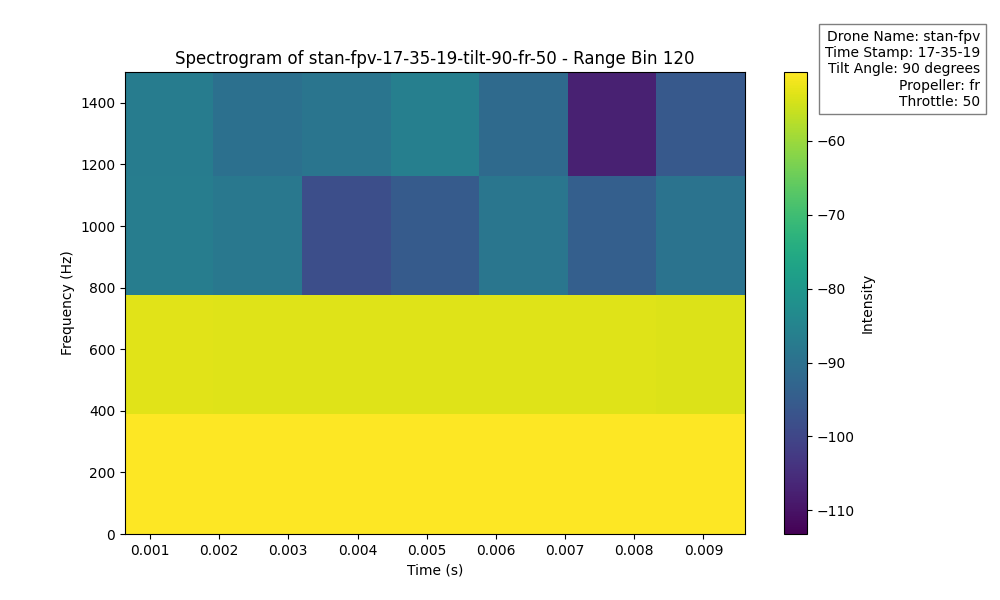 Drone Name: stan-fpv
Time Stamp: 17-35-19
Tilt Angle: 90 degrees
Propeller: fr
Throttle: 50
Spectrogram of stan-fpv-17-35-19-tilt-90-fr-50 - Range Bin 120
1400
1200
1000
800
600
400
200
0
Frequency (Hz)
0.001 0.002 0.003 0.004 0.005 0.006 0.007 0.008 0.009
Time (s)
−60
−70
−80
−90
−100
−110
Intensity